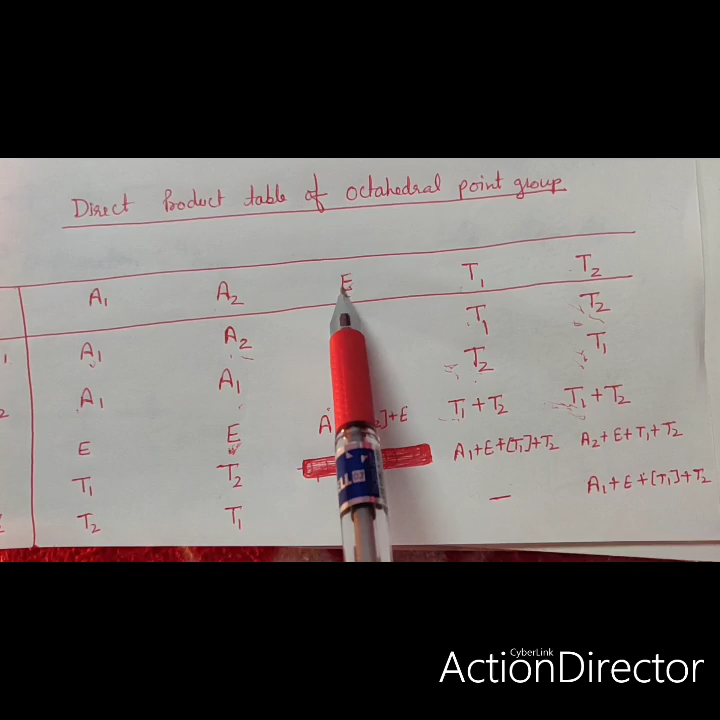 Direct Product table of octahedral point group
A₁ A₂ E T₁ T₂
1 A₁ A₂ T₁ T₂
2 A₁ A₁ T₂ T₁
E E A ]+E T₁+T₂ T₁+T₂
T₁ T₂ A₁+E+[T₁]+T₂ A₂+E+T₁+T₂
T₂ T₁ — A₁+E+[T₁]+T₂
CyberLink
ActionDirector